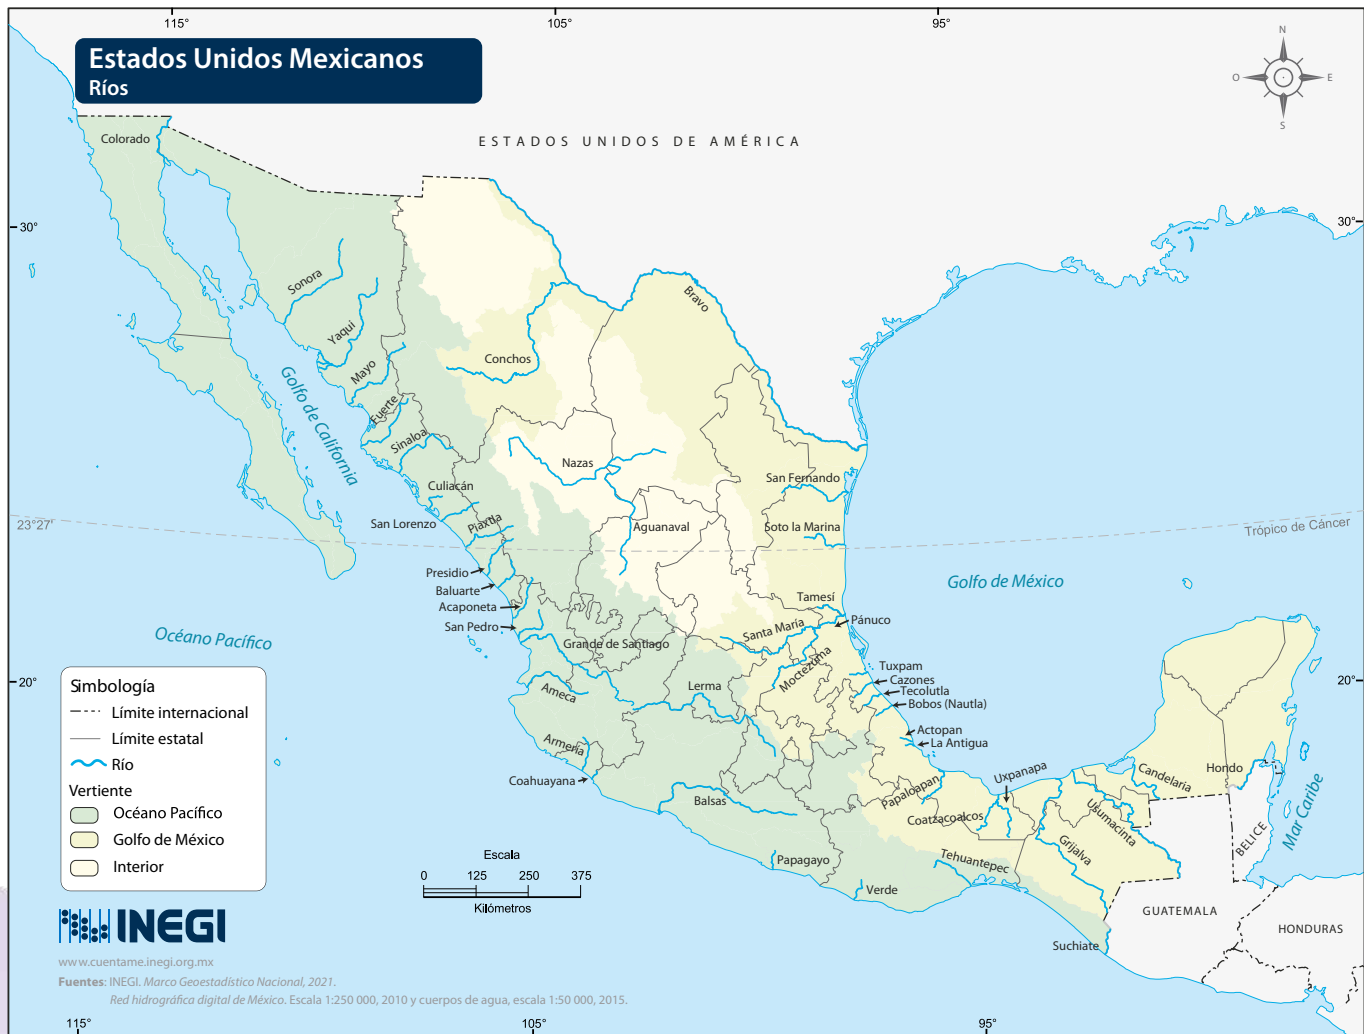 115°
105°
95°
Estados Unidos Mexicanos
Ríos
N
O
E
S
ESTADOS UNIDOS DE AMÉRICA
Colorado
30°
30°
Sonora
Bravo
Yaqui
Conchos
Mayo
Golfo de California
Fuerte
Sinaloa
Nazas
San Fernando
Culiacán
San Lorenzo
Piaxtla
Aguanaval
Soto la Marina
23°27'
Trópico de Cáncer
Presidio
Baluarte
Acaponeta
San Pedro
Golfo de México
Tamesí
Pánuco
Santa María
Océano Pacífico
Grande de Santiago
Moctezuma
Tuxpam
Cazones
Tecolutla
Bobos (Nautla)
20°
20°
Ameca
Lerma
Actopan
La Antigua
Armería
Coahuayana
Balsas
Papaloapan
Uxpanapa
Coatzacoalcos
Candelaria
Hondo
Usumacinta
Grijalva
Mar Caribe
BELICE
Papagayo
Verde
Tehuantepec
Suchiate
GUATEMALA
HONDURAS
Simbología
Límite internacional
Límite estatal
Río
Vertiente
Océano Pacífico
Golfo de México
Interior
Escala
0 125 250 375
Kilómetros
INEGI
www.cuentame.inegi.org.mx
Fuentes: INEGI. Marco Geoestadístico Nacional, 2021.
Red hidrográfica digital de México. Escala 1:250 000, 2010 y cuerpos de agua, escala 1:50 000, 2015.
115°
105°
95°